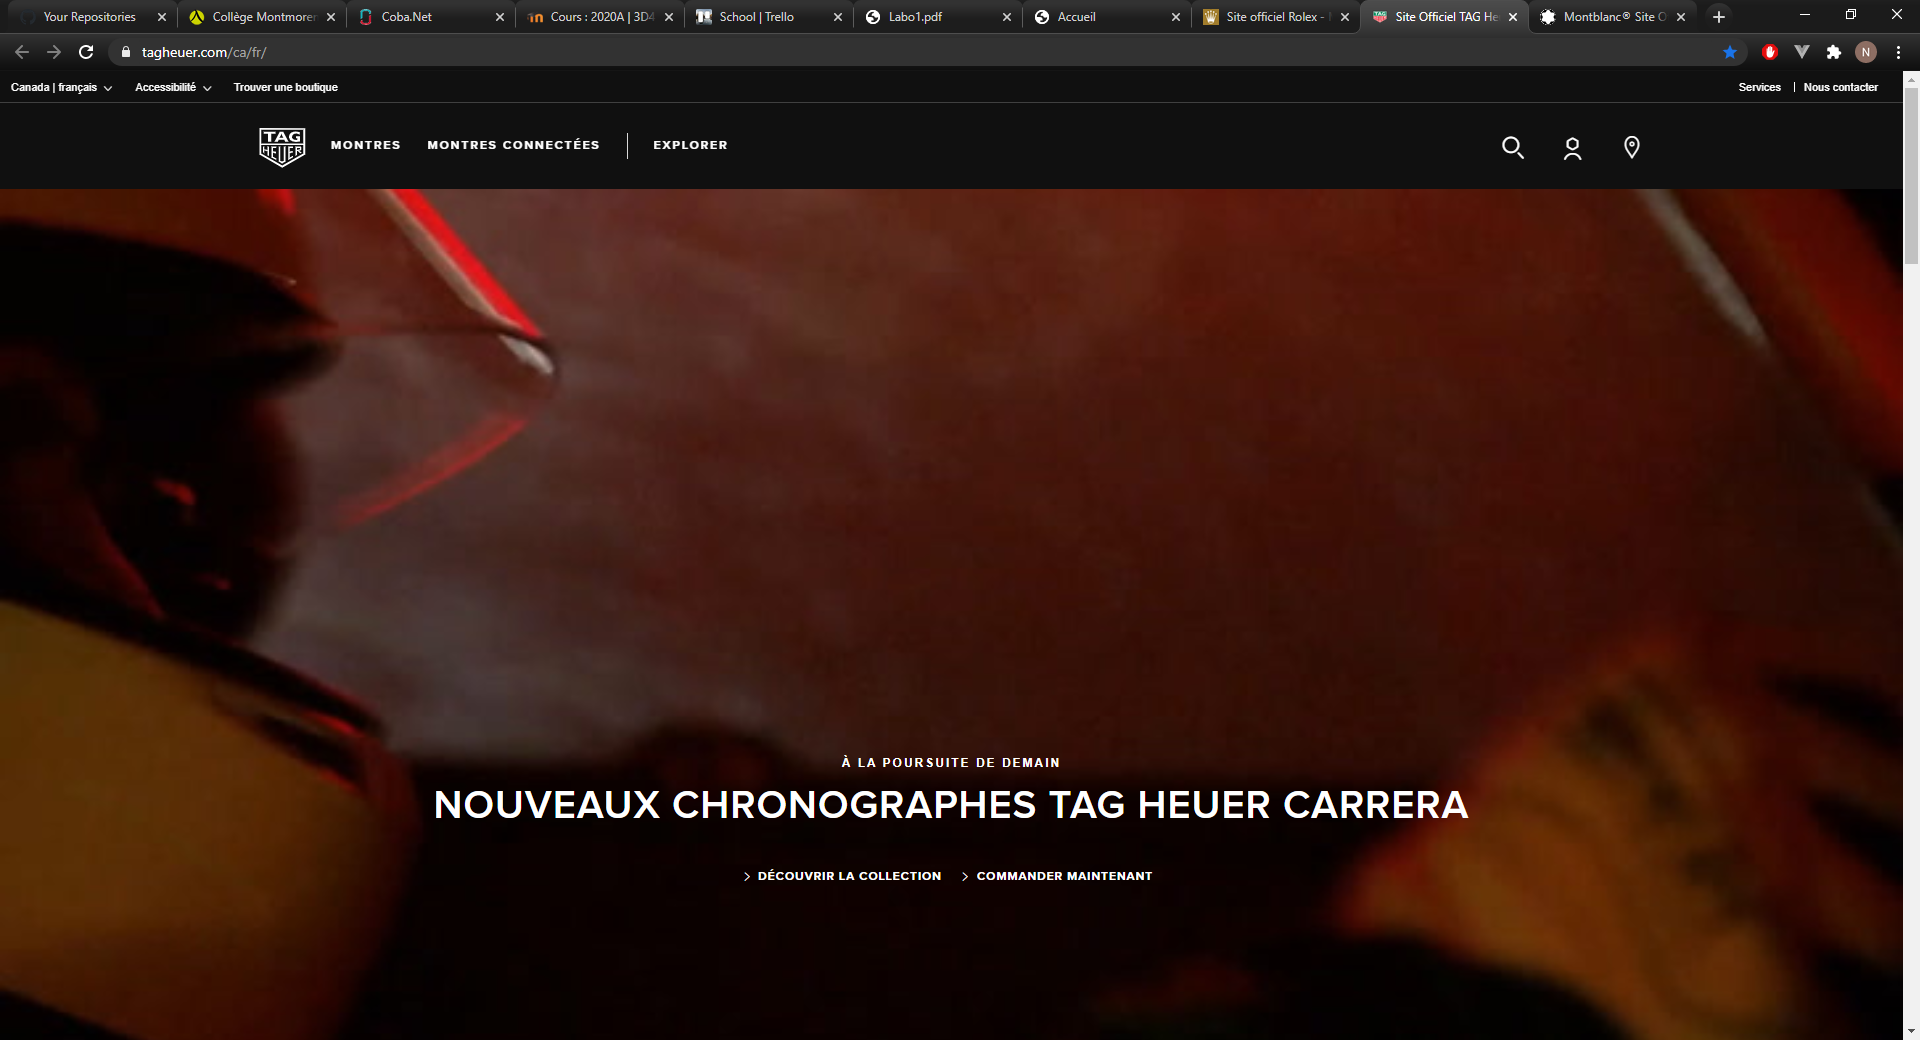 Your Repositories
Collège Montmoren
Coba.Net
Cours : 2020A | 3D4
School | Trello
Labo1.pdf
Accueil
Site officiel Rolex -
Site Officiel TAG He
Montblanc® Site O
tagheuer.com/ca/fr/
N
Canada | français
Accessibilité
Trouver une boutique
Services
Nous contacter
TAG
HEUER
MONTRES
MONTRES CONNECTÉES
EXPLORER
À LA POURSUITE DE DEMAIN
NOUVEAUX CHRONOGRAPHES TAG HEUER CARRERA
DÉCOUVRIR LA COLLECTION
COMMANDER MAINTENANT